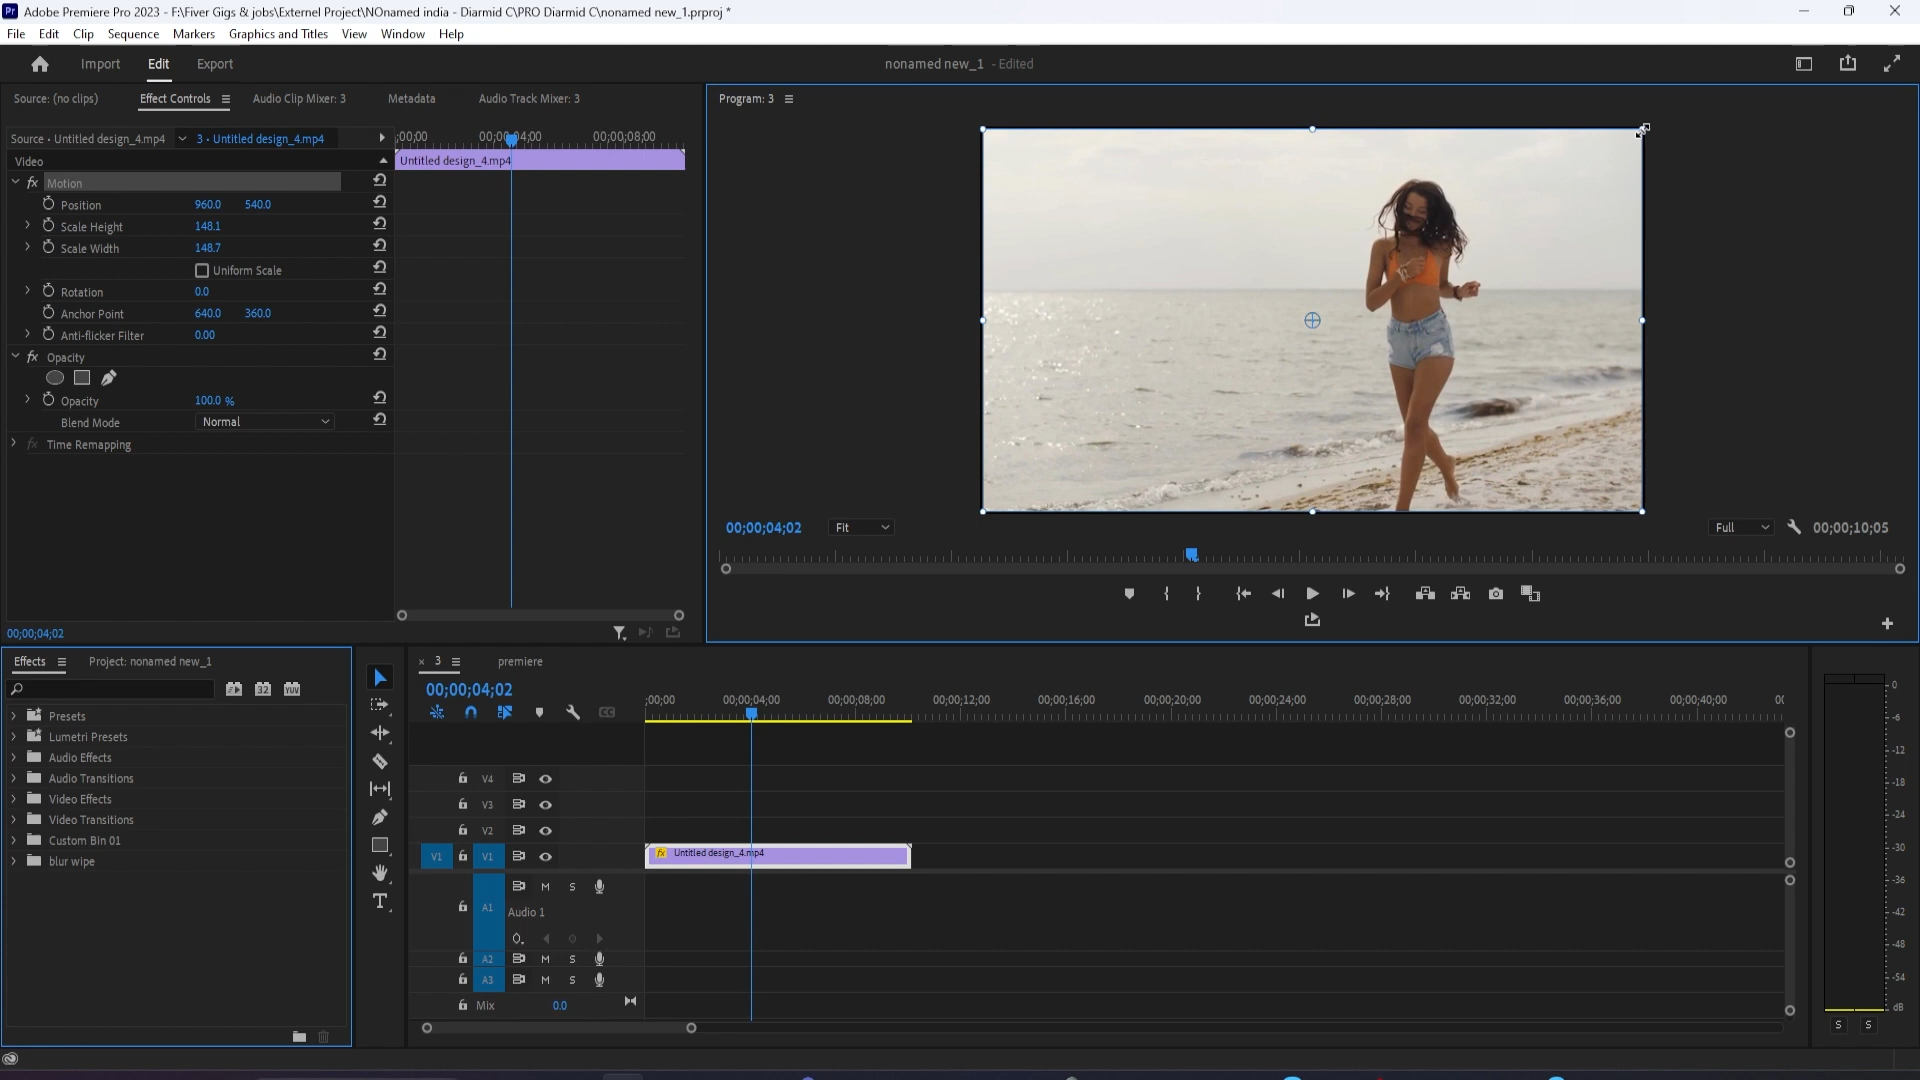 Pr Adobe Premiere Pro 2023 - F:\Fiver Gigs & jobs\Externel Project\NOnamed india - Diarmid C\PRO Diarmid C\nonamed new_1.prproj *
File Edit Clip Sequence Markers Graphics and Titles View Window Help
Import Edit Export
nonamed new_1 - Edited
Source: (no clips) Effect Controls Audio Clip Mixer: 3 Metadata Audio Track Mixer: 3
Program: 3
Source • Untitled design_4.mp4 3 • Untitled design_4.mp4
;00;00 00;00;04;00 00;00;08;00
Video
Untitled design_4.mp4
fx Motion
Position 960.0 540.0
Scale Height 148.1
Scale Width 148.7
Uniform Scale
Rotation 0.0
Anchor Point 640.0 360.0
Anti-flicker Filter 0.00
fx Opacity
Opacity 100.0 %
Blend Mode Normal
fx Time Remapping
00;00;04;02 Fit Full 00;00;10;05
00;00;04;02
Effects Project: nonamed new_1
3 premiere
00;00;04;02
32 YUV
;00;00 00;00;04;00 00;00;08;00 00;00;12;00 00;00;16;00 00;00;20;00 00;00;24;00 00;00;28;00 00;00;32;00 00;00;36;00 00;00;40;00 00
CC
Presets
Lumetri Presets
Audio Effects
Audio Transitions
Video Effects
Video Transitions
Custom Bin 01
blur wipe
V4
V3
V2
V1 V1
fx Untitled design_4.mp4
A1 M S
Audio 1
A2 M S
A3 M S
Mix 0.0
T
0
-6
-12
-18
-24
-30
-36
-42
-48
-54
dB
S S